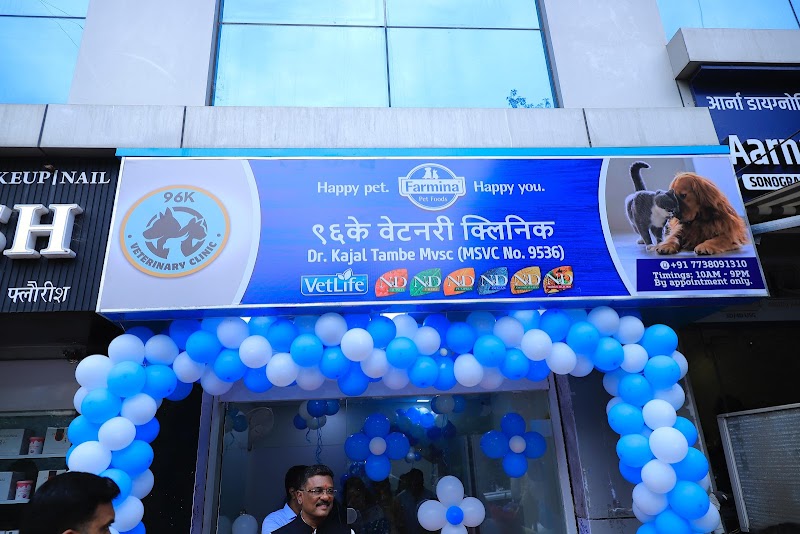 KEUP | NAIL
SH
फ्लौरीश
96K
VETERINARY CLINIC
Happy pet. Farmina Happy you.
Pet Foods
९६के वेटनरी क्लिनिक
Dr. Kajal Tambe Mvsc (MSVC No. 9536)
VetLife N&D N&D N&D N&D N&D N&D
+91 7738091310
Timings: 10AM - 9PM
By appointment only.
आर्ना डायग्नो
Aarn
SONOGRA